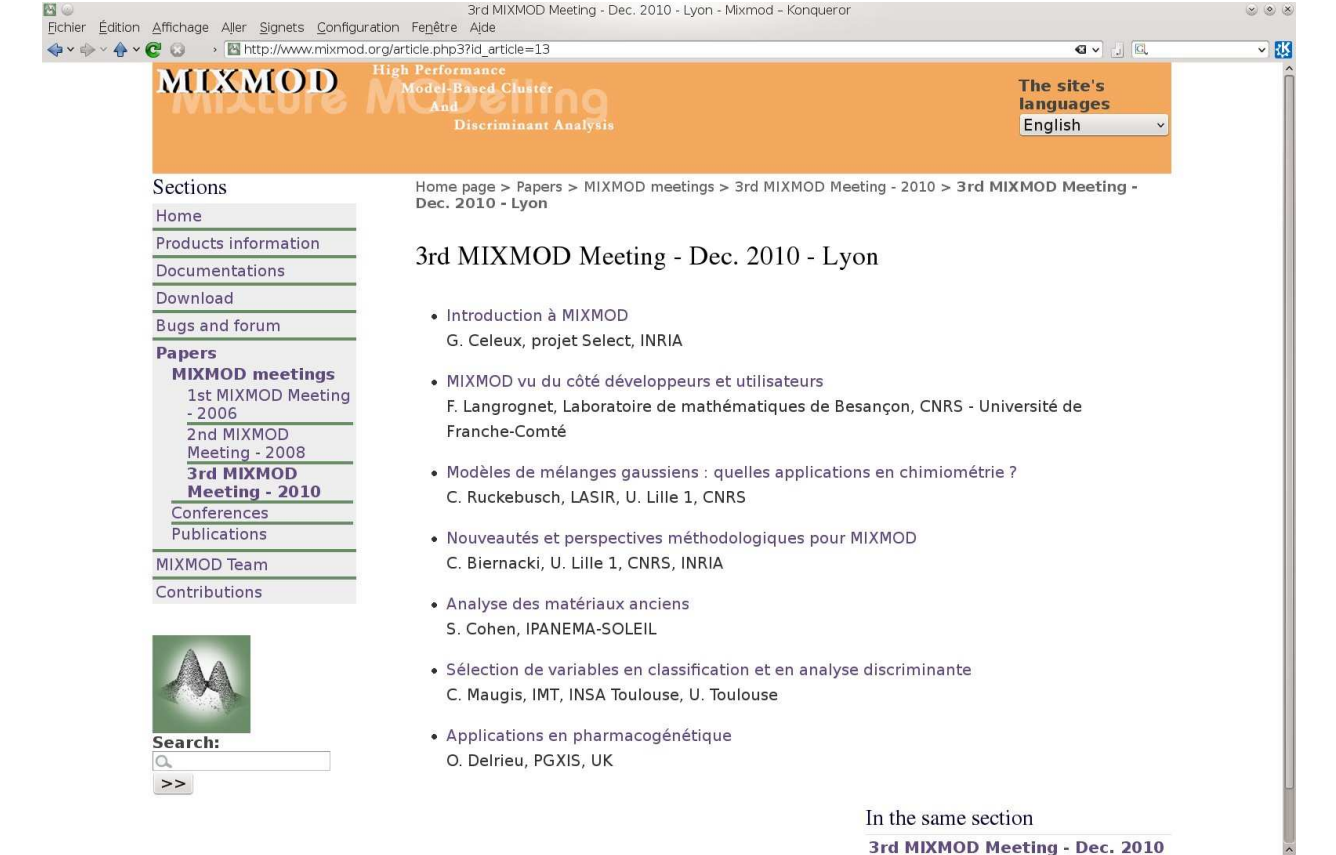 3rd MIXMOD Meeting - Dec. 2010 - Lyon - Mixmod – Konqueror
Fichier Édition Affichage Aller Signets Configuration Fenêtre Aide
http://www.mixmod.org/article.php3?id_article=13
MIXMOD
Mixture MODelling
High Performance
Model-Based Cluster
And
Discriminant Analysis
The site's
languages
English
Sections
Home
Products information
Documentations
Download
Bugs and forum
Papers
MIXMOD meetings
1st MIXMOD Meeting
- 2006
2nd MIXMOD
Meeting - 2008
3rd MIXMOD
Meeting - 2010
Conferences
Publications
MIXMOD Team
Contributions
Search:
>>
Home page > Papers > MIXMOD meetings > 3rd MIXMOD Meeting - 2010 > 3rd MIXMOD Meeting -
Dec. 2010 - Lyon
3rd MIXMOD Meeting - Dec. 2010 - Lyon
• Introduction à MIXMOD
G. Celeux, projet Select, INRIA
• MIXMOD vu du côté développeurs et utilisateurs
F. Langrognet, Laboratoire de mathématiques de Besançon, CNRS - Université de
Franche-Comté
• Modèles de mélanges gaussiens : quelles applications en chimiométrie ?
C. Ruckebusch, LASIR, U. Lille 1, CNRS
• Nouveautés et perspectives méthodologiques pour MIXMOD
C. Biernacki, U. Lille 1, CNRS, INRIA
• Analyse des matériaux anciens
S. Cohen, IPANEMA-SOLEIL
• Sélection de variables en classification et en analyse discriminante
C. Maugis, IMT, INSA Toulouse, U. Toulouse
• Applications en pharmacogénétique
O. Delrieu, PGXIS, UK
In the same section
3rd MIXMOD Meeting - Dec. 2010